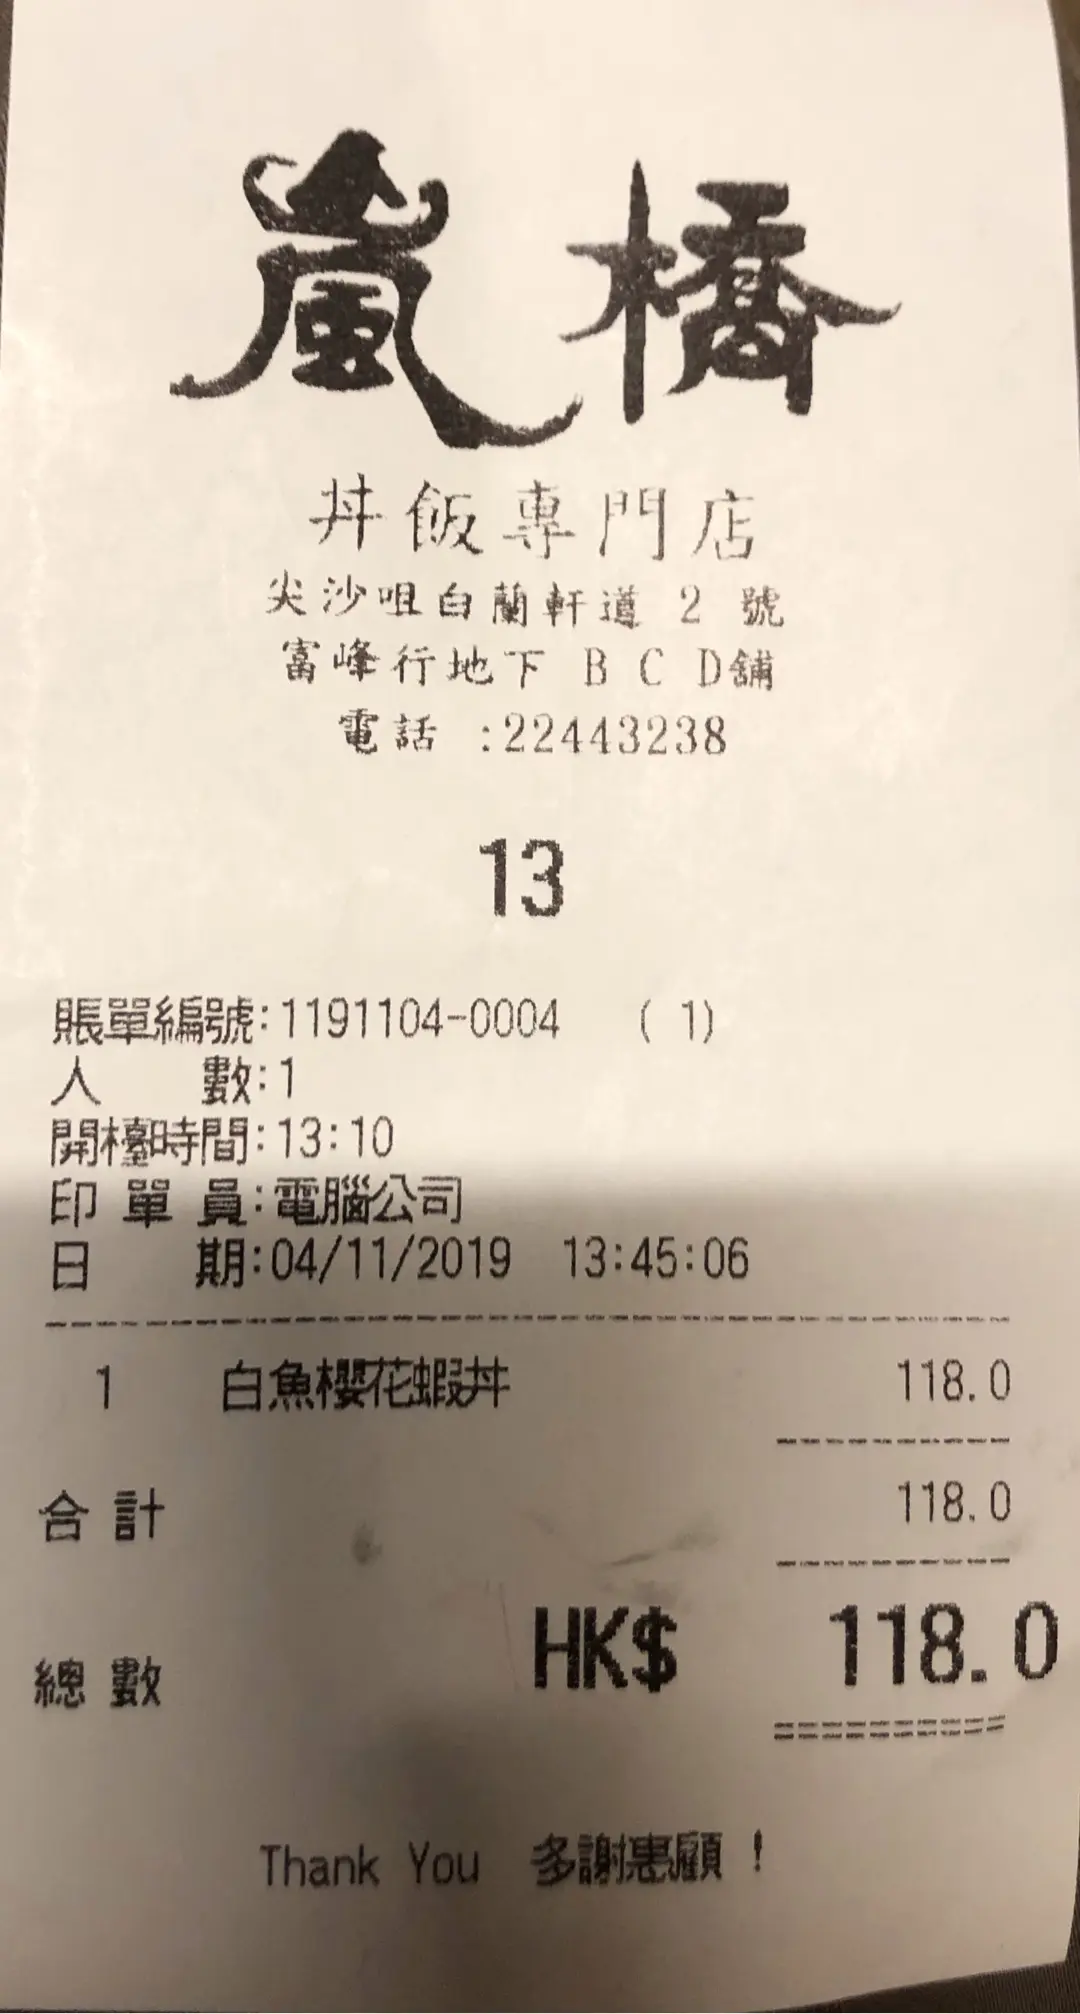 嵐橋
丼飯專門店
尖沙咀白蘭軒道 2 號
富峰行地下 B C D舖
電話 :22443238
13
賬單編號:1191104-0004 ( 1)
人 數:1
開檯時間:13:10
印 單 員:電腦公司
日 期:04/11/2019 13:45:06
1 白魚櫻花蝦丼 118.0
合 計 118.0
總 數 HK$ 118.0
Thank You 多謝惠顧 !